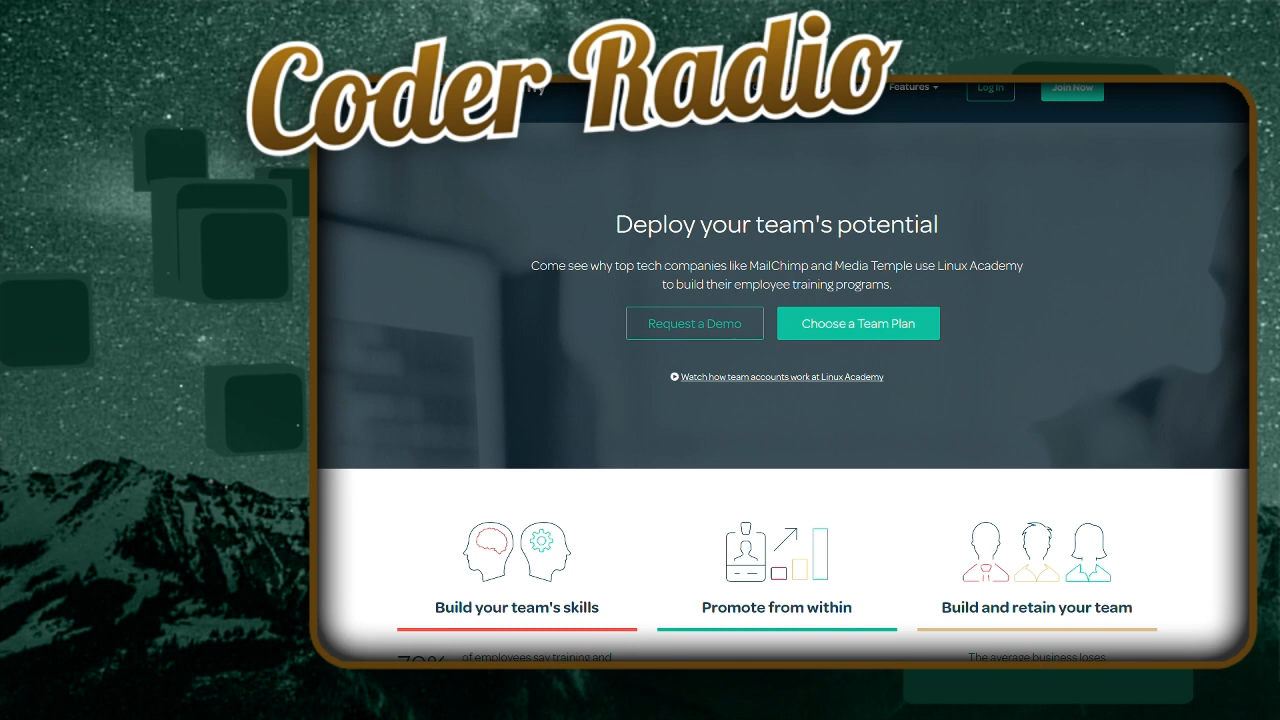 Coder Radio
Features
Log In
Join Now
Deploy your team's potential
Come see why top tech companies like MailChimp and Media Temple use Linux Academy
to build their employee training programs.
Request a Demo
Choose a Team Plan
Watch how team accounts work at Linux Academy
Build your team's skills
Promote from within
Build and retain your team
70% of employees say training and
The average business loses